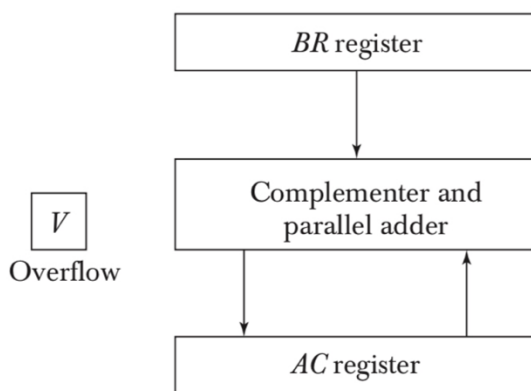 BR register
Complementer and
parallel adder
V
Overflow
AC register